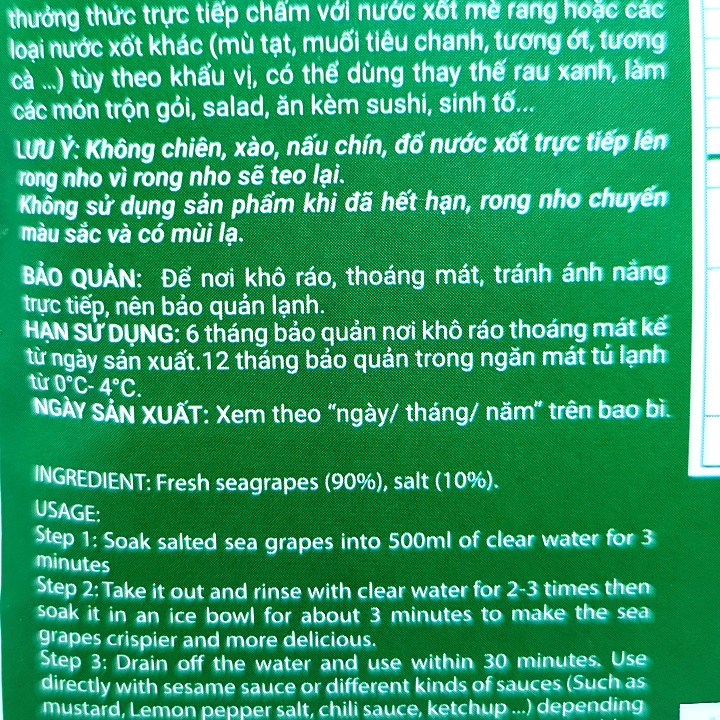 thưởng thức trực tiếp chấm với nước xốt mè rang hoặc các
loại nước xốt khác (mù tạt, muối tiêu chanh, tương ớt, tương
cà ...) tùy theo khẩu vị, có thể dùng thay thế rau xanh, làm
các món trộn gỏi, salad, ăn kèm sushi, sinh tố...
LƯU Ý: Không chiên, xào, nấu chín, đổ nước xốt trực tiếp lên
rong nho vì rong nho sẽ teo lại.
Không sử dụng sản phẩm khi đã hết hạn, rong nho chuyển
màu sắc và có mùi lạ.
BẢO QUẢN: Để nơi khô ráo, thoáng mát, tránh ánh nắng
trực tiếp, nên bảo quản lạnh.
HẠN SỬ DỤNG: 6 tháng bảo quản nơi khô ráo thoáng mát kể
từ ngày sản xuất.12 tháng bảo quản trong ngăn mát tủ lạnh
từ 0°C- 4°C.
NGÀY SẢN XUẤT: Xem theo "ngày/ tháng/ năm" trên bao bì.
INGREDIENT: Fresh seagrapes (90%), salt (10%).
USAGE:
Step 1: Soak salted sea grapes into 500ml of clear water for 3
minutes
Step 2: Take it out and rinse with clear water for 2-3 times then
soak it in an ice bowl for about 3 minutes to make the sea
grapes crispier and more delicious.
Step 3: Drain off the water and use within 30 minutes. Use
directly with sesame sauce or different kinds of sauces (Such as
mustard, Lemon pepper salt, chili sauce, ketchup ...) depending